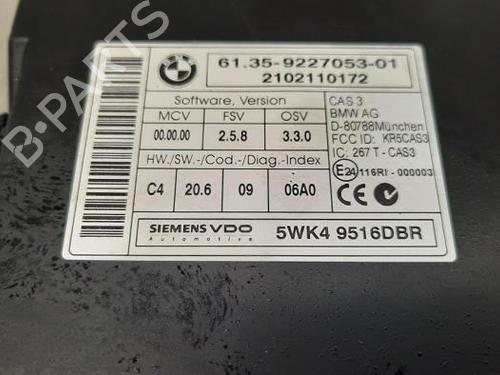 BMW
61.35-9227053-01
2102110172
Software, Version
MCV FSV OSV
00.00.00 2.5.8 3.3.0
HW./SW.-/Cod.-/Diag.-Index
C4 20.6 09 06A0
CAS 3
BMW AG
D-80788München
FCC ID: KR5CAS3
IC: 267 T - CAS3
E24 116RI - 000003
SIEMENS VDO
Automotive
5WK4 9516DBR
B-PARTS